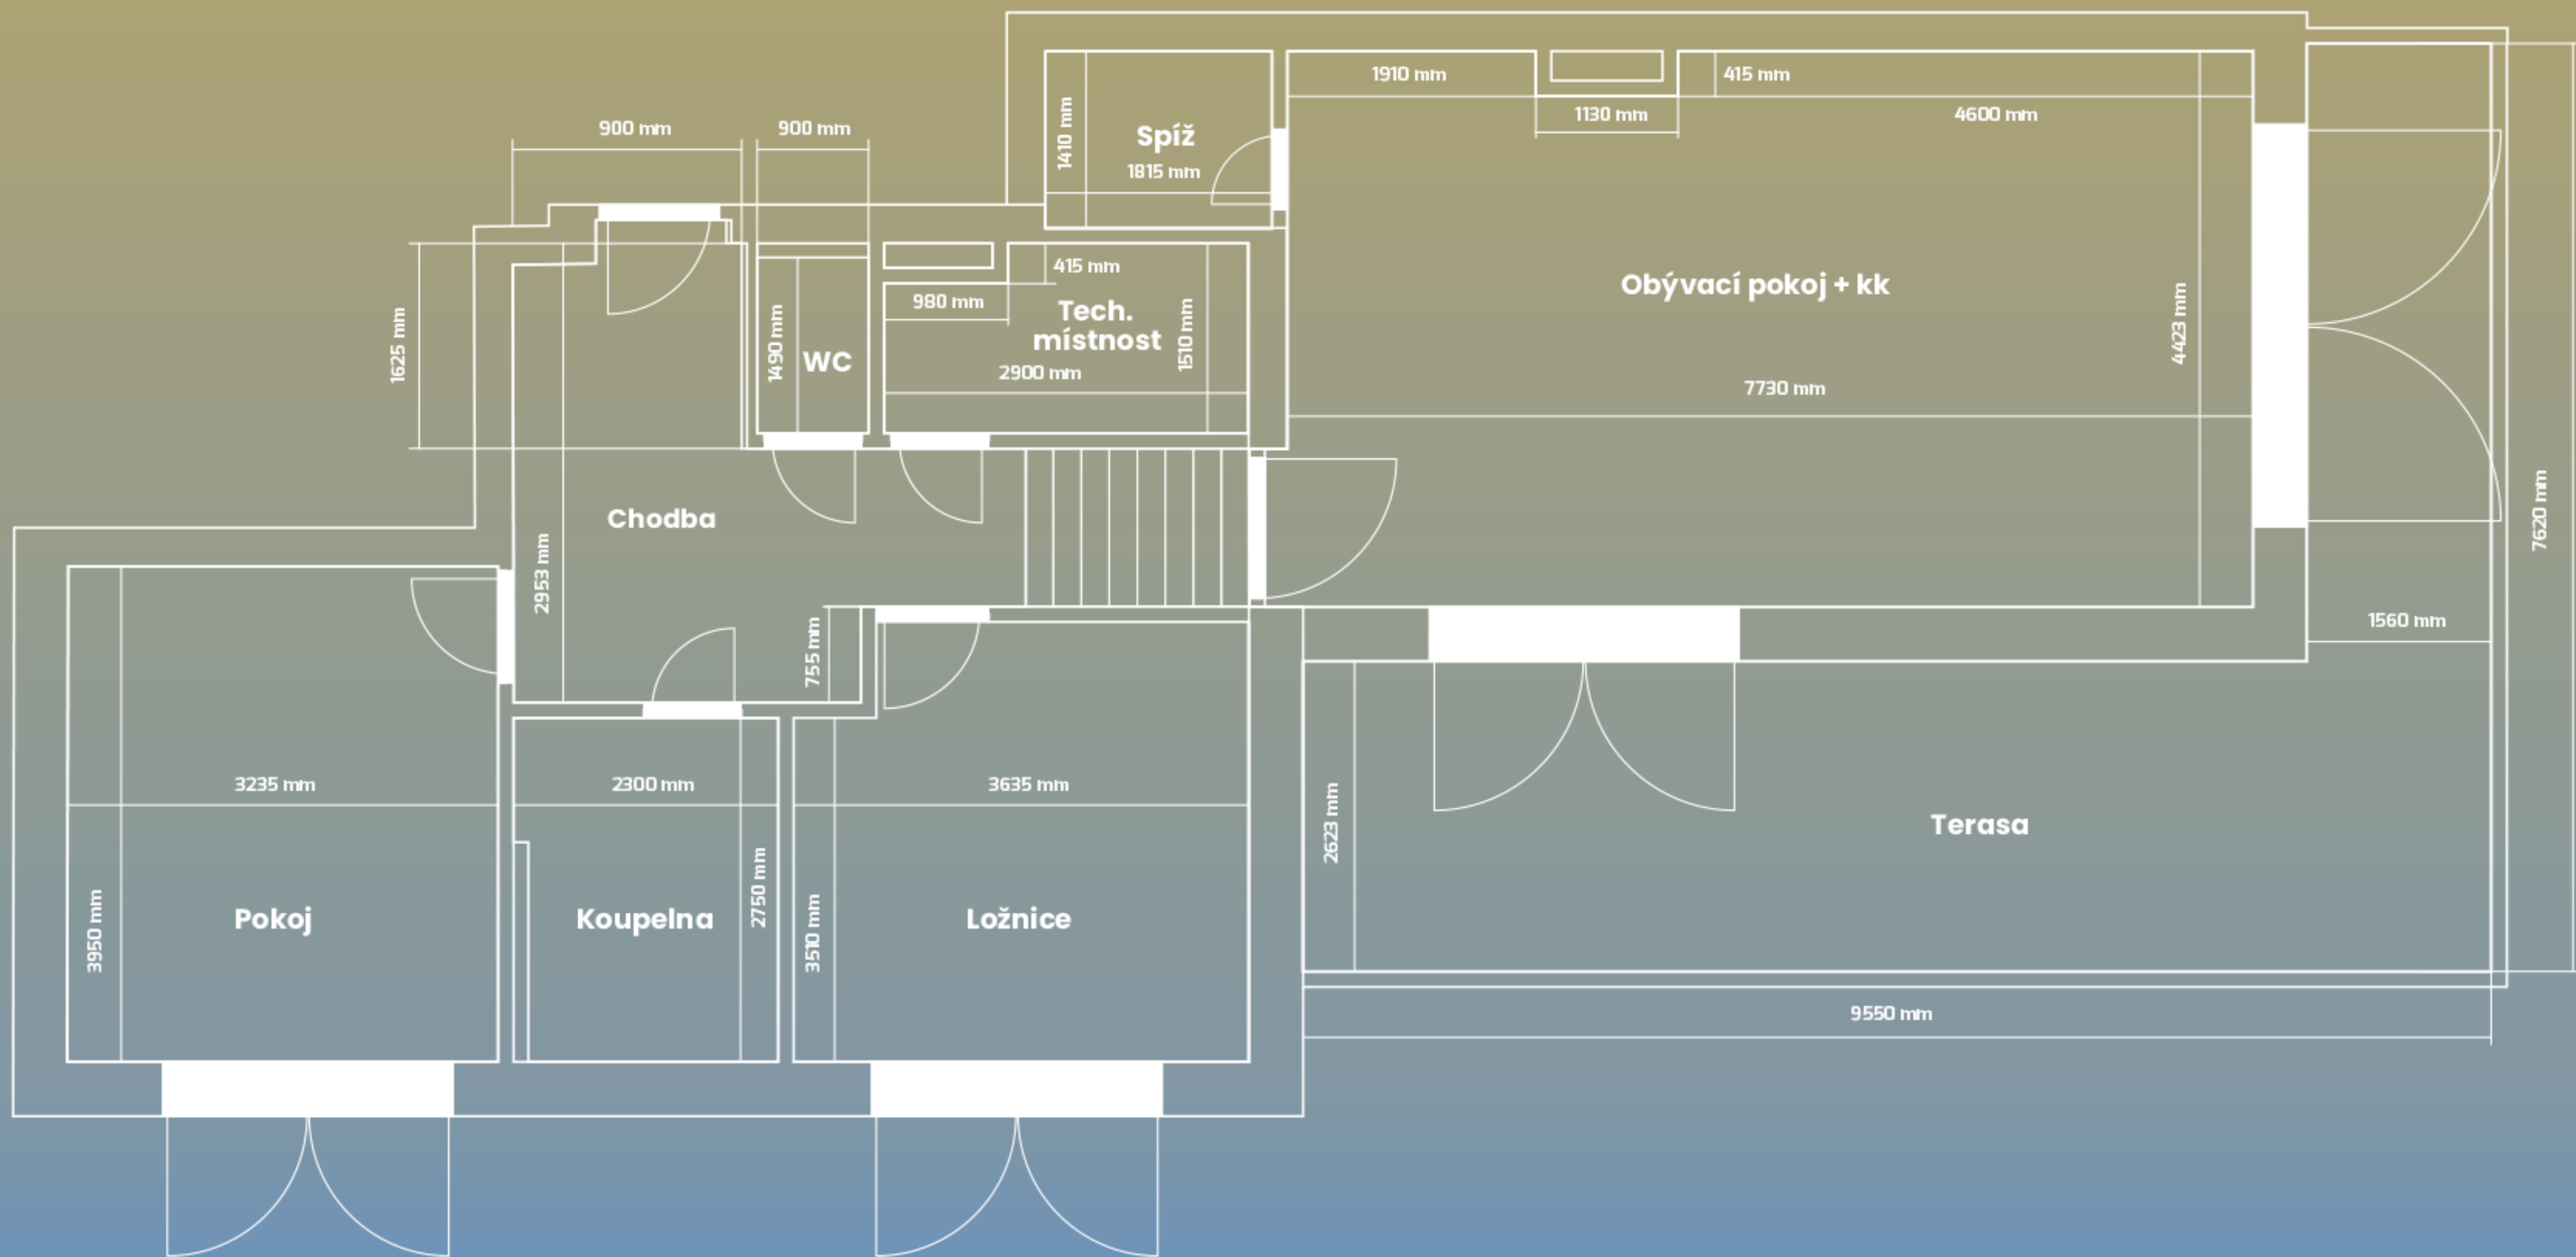 1910 mm
415 mm
1130 mm
4600 mm
900 mm
900 mm
1410 mm
Spíž
1815 mm
415 mm
980 mm
Tech.
místnost
1510 mm
2900 mm
1490 mm
WC
1625 mm
Obývací pokoj + kk
4423 mm
7730 mm
Chodba
2953 mm
755 mm
7620 mm
1560 mm
3235 mm
2300 mm
3635 mm
2623 mm
Terasa
3950 mm
Pokoj
Koupelna
2750 mm
3510 mm
Ložnice
9550 mm